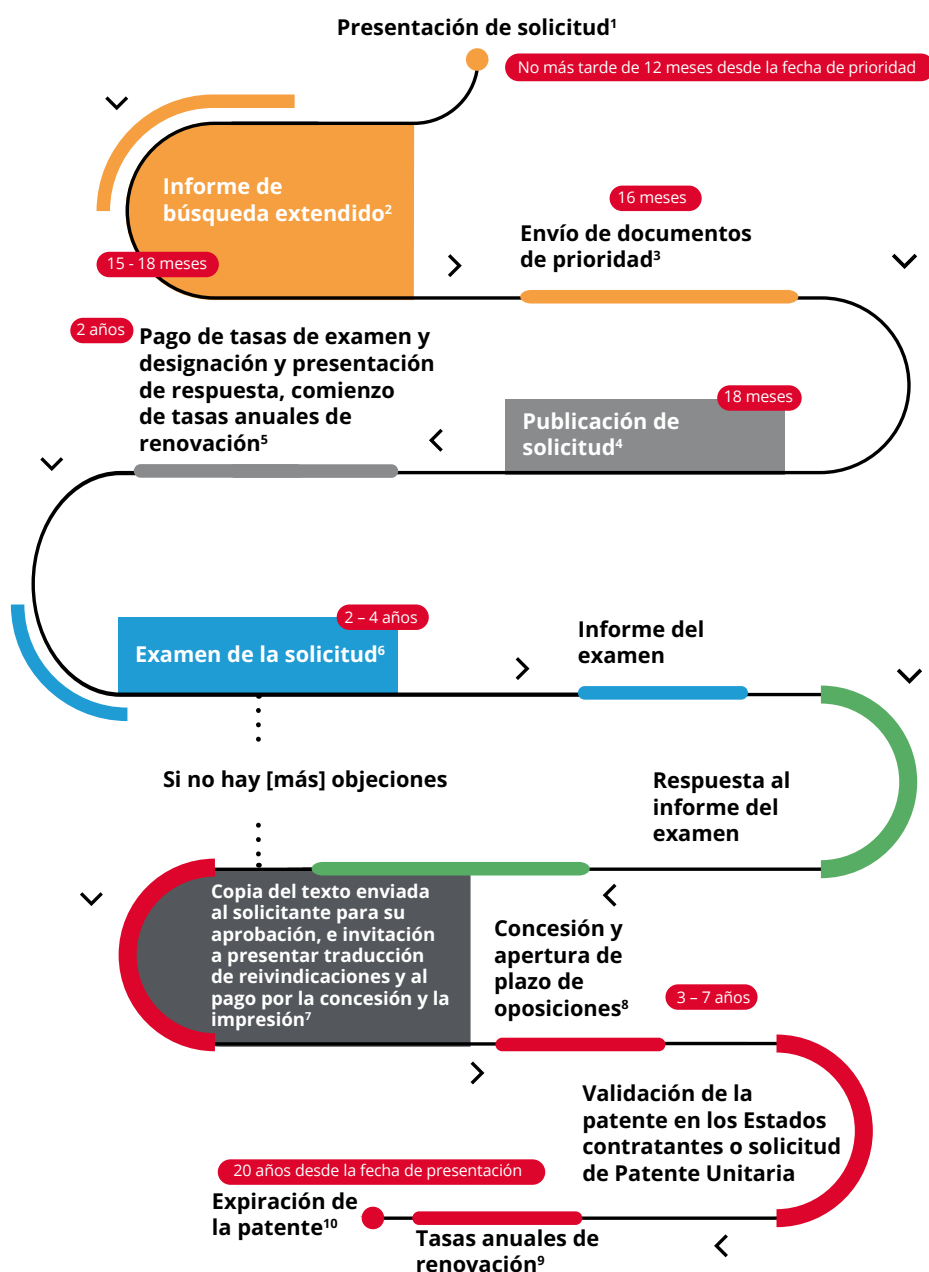 Presentación de solicitud¹
No más tarde de 12 meses desde la fecha de prioridad
Informe de
búsqueda extendido²
15 - 18 meses
16 meses
Envío de documentos
de prioridad³
2 años
Pago de tasas de examen y
designación y presentación
de respuesta, comienzo
de tasas anuales de
renovación⁵
18 meses
Publicación de
solicitud⁴
2 – 4 años
Examen de la solicitud⁶
Informe del
examen
Si no hay [más] objeciones
Respuesta al
informe del
examen
Copia del texto enviada
al solicitante para su
aprobación, e invitación
a presentar traducción
de reivindicaciones y al
pago por la concesión y la
impresión⁷
Concesión y
apertura de
plazo de
oposiciones⁸
3 – 7 años
Validación de la
patente en los Estados
contratantes o solicitud
de Patente Unitaria
20 años desde la fecha de presentación
Expiración de
la patente¹⁰
Tasas anuales de
renovación⁹